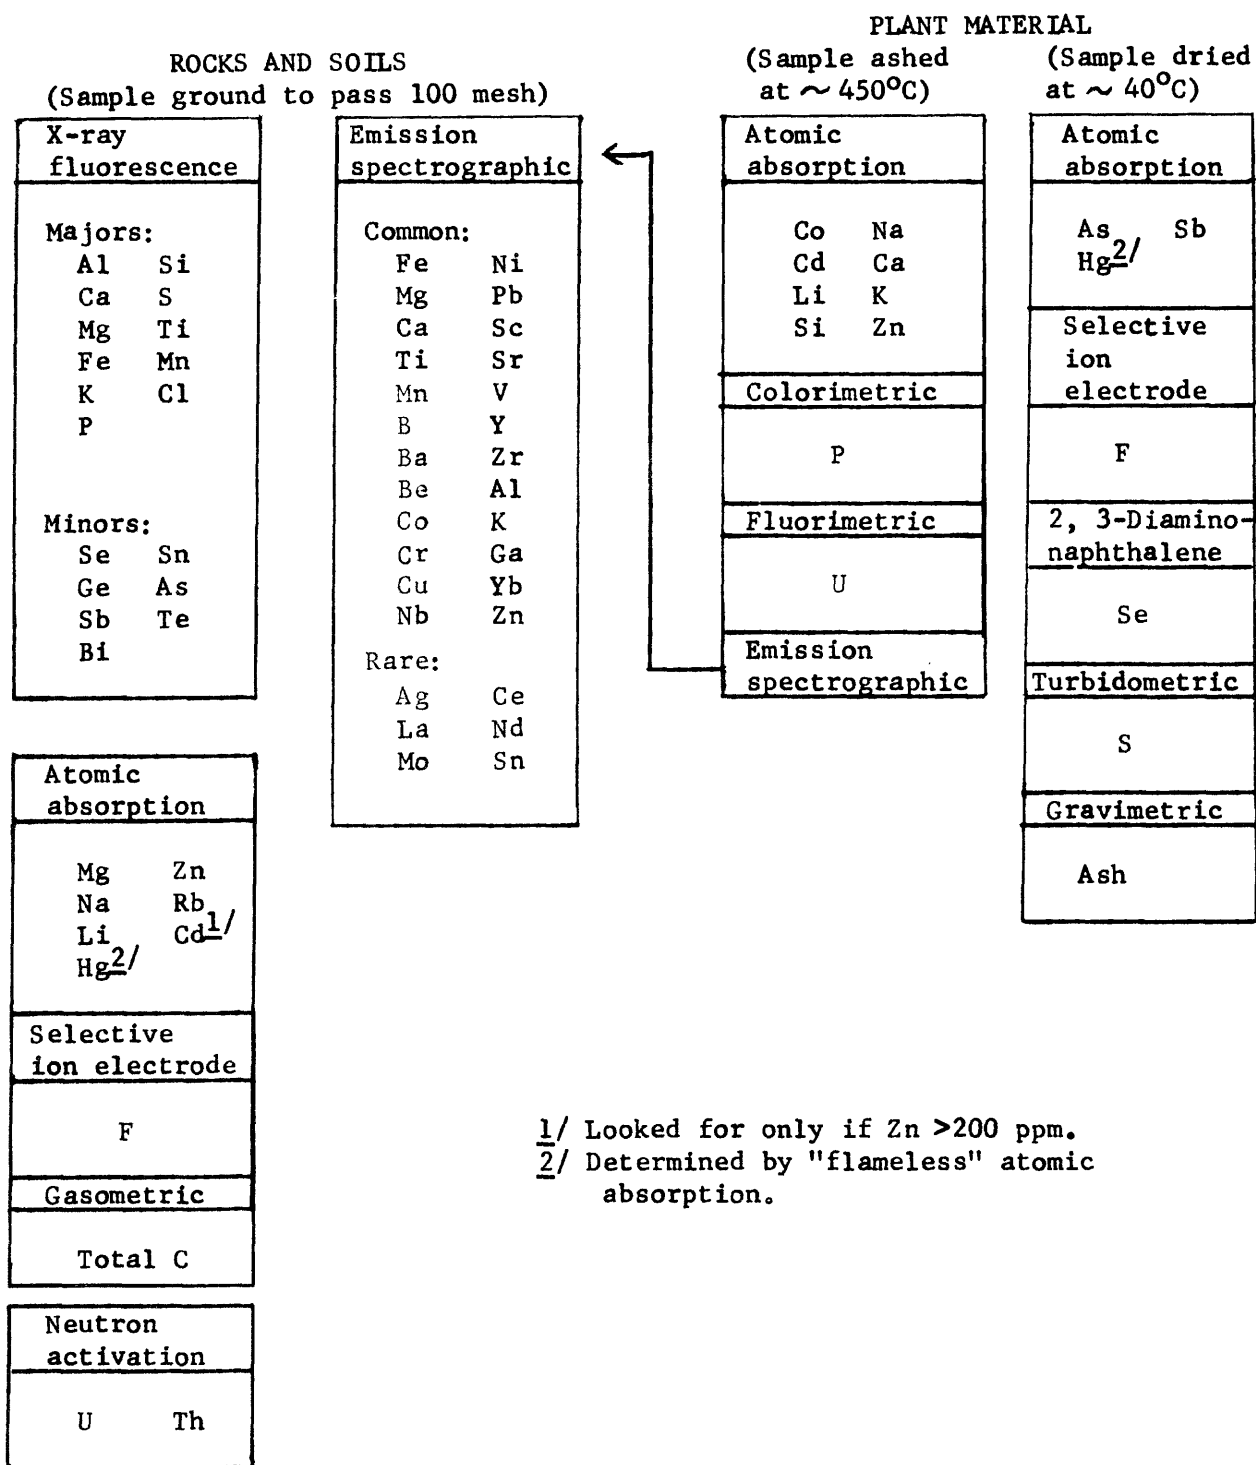 ROCKS AND SOILS
(Sample ground to pass 100 mesh)
X-ray
fluorescence
Majors:
Al Si
Ca S
Mg Ti
Fe Mn
K Cl
P
Minors:
Se Sn
Ge As
Sb Te
Bi
Emission
spectrographic
Common:
Fe Ni
Mg Pb
Ca Sc
Ti Sr
Mn V
B Y
Ba Zr
Be Al
Co K
Cr Ga
Cu Yb
Nb Zn
Rare:
Ag Ce
La Nd
Mo Sn
Atomic
absorption
Mg Zn
Na Rb
Li Cd1/
Hg2/
Selective
ion electrode
F
Gasometric
Total C
Neutron
activation
U Th
PLANT MATERIAL
(Sample ashed
at ~ 450°C)
Atomic
absorption
Co Na
Cd Ca
Li K
Si Zn
Colorimetric
P
Fluorimetric
U
Emission
spectrographic
(Sample dried
at ~ 40°C)
Atomic
absorption
As Sb
Hg2/
Selective
ion
electrode
F
2, 3-Diamino-
naphthalene
Se
Turbidometric
S
Gravimetric
Ash
1/ Looked for only if Zn >200 ppm.
2/ Determined by "flameless" atomic
absorption.